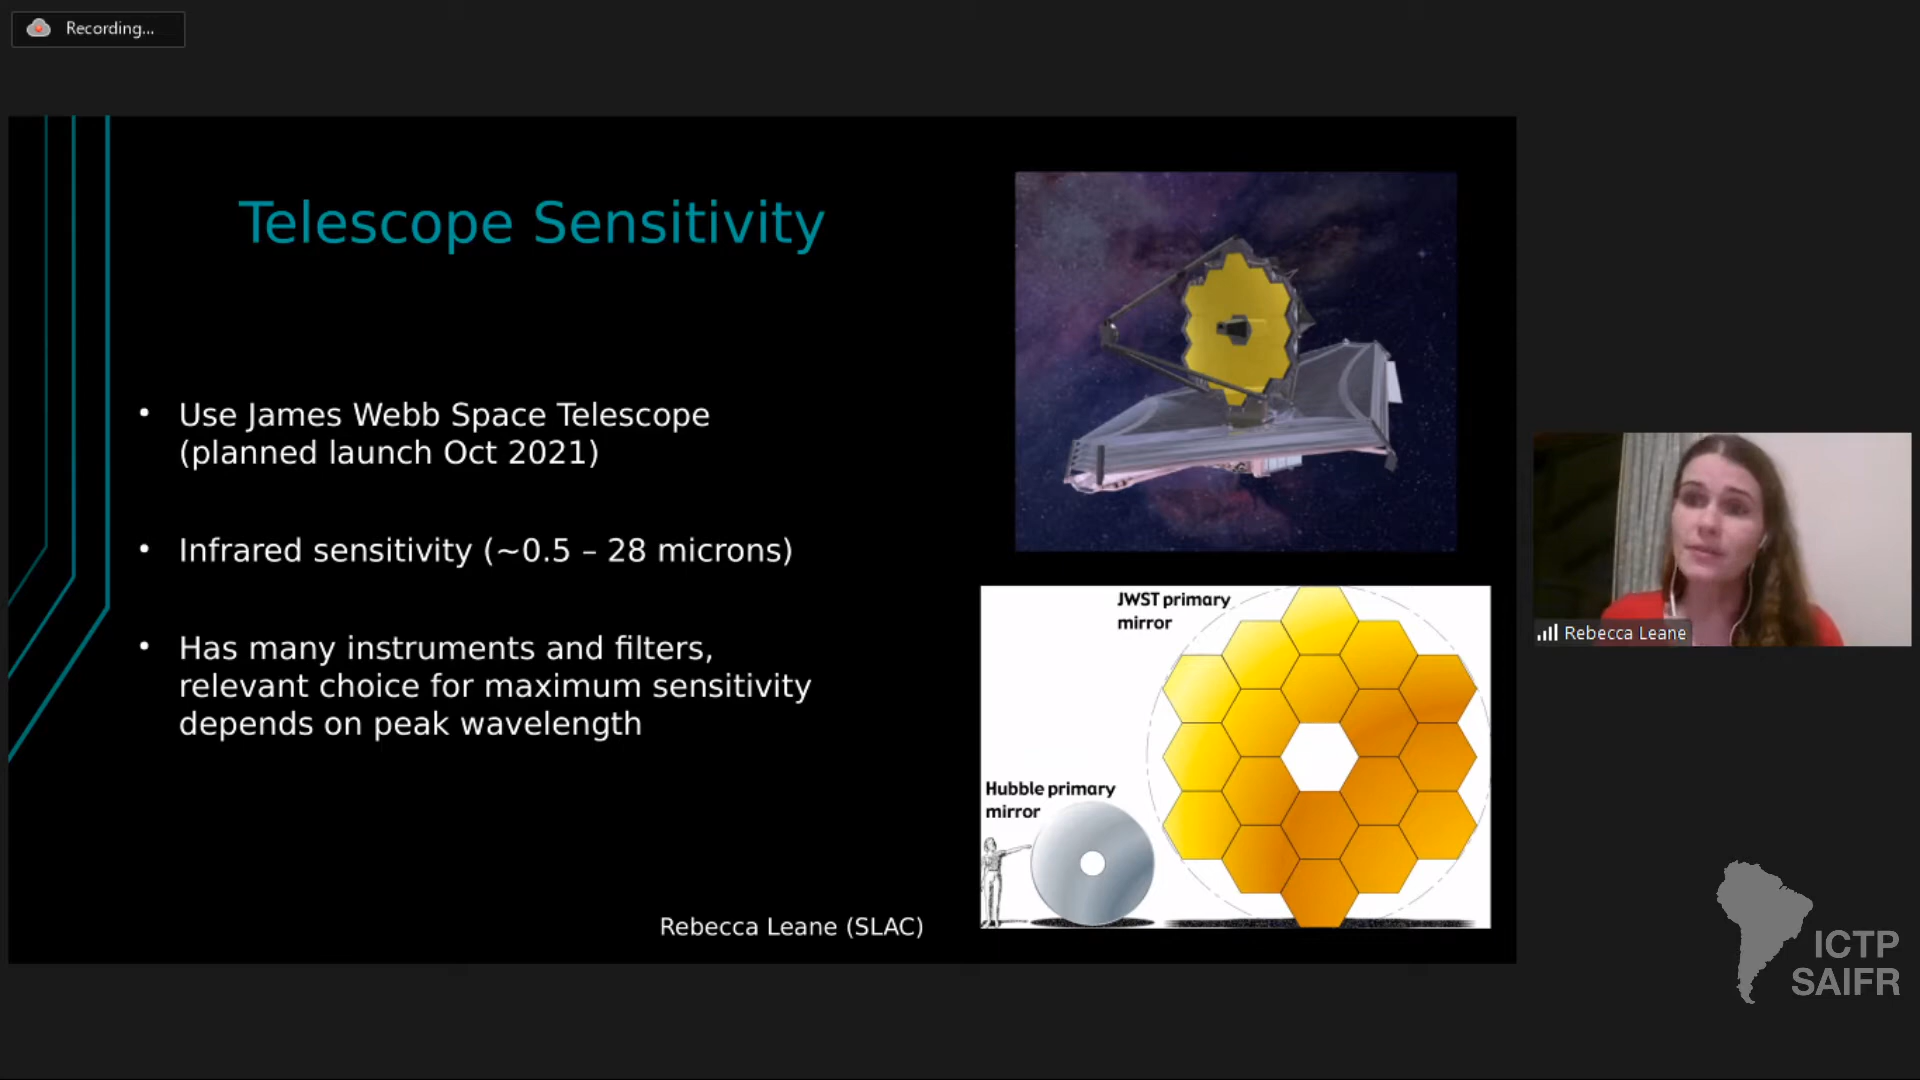 Recording...
Telescope Sensitivity
• Use James Webb Space Telescope
(planned launch Oct 2021)
• Infrared sensitivity (~0.5 – 28 microns)
• Has many instruments and filters,
relevant choice for maximum sensitivity
depends on peak wavelength
Rebecca Leane (SLAC)
JWST primary
mirror
Hubble primary
mirror
Rebecca Leane
ICTP
SAIFR